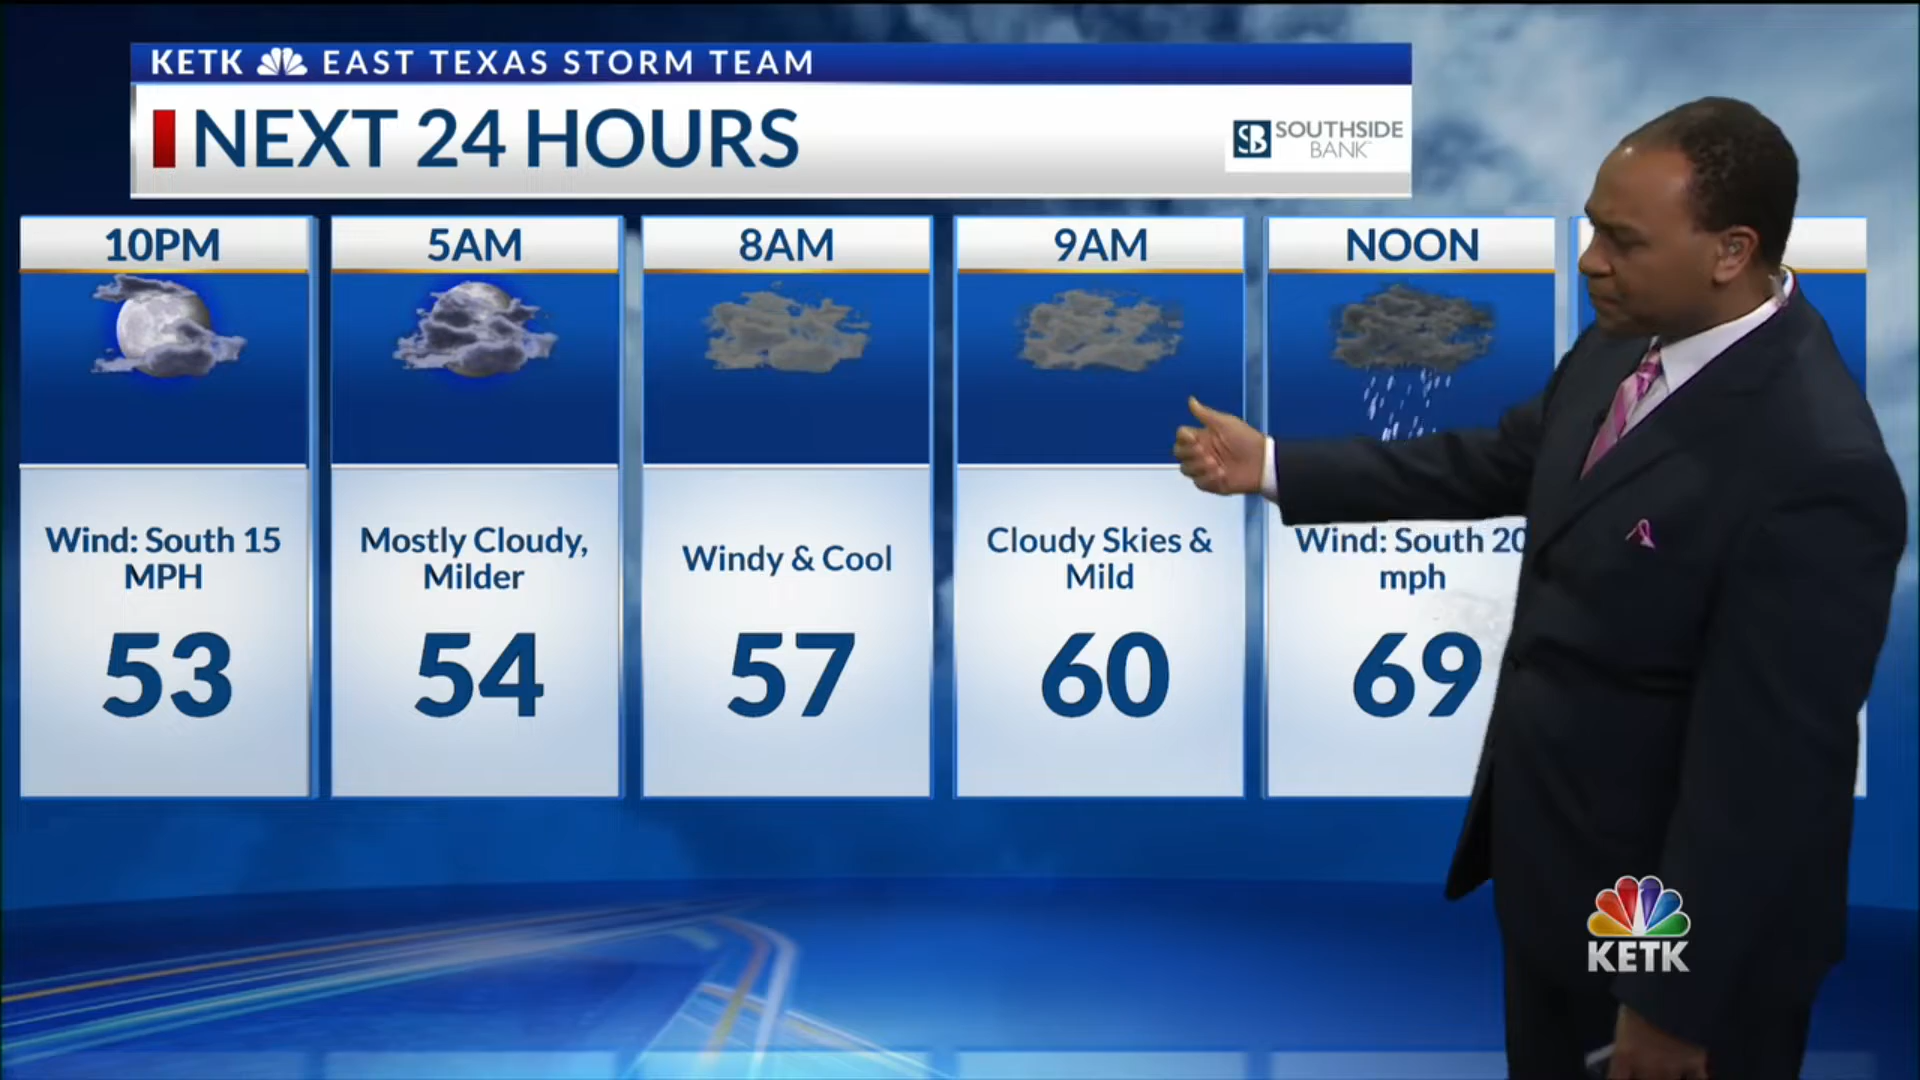 KETK EAST TEXAS STORM TEAM
NEXT 24 HOURS
SB SOUTHSIDE
BANK
10PM
5AM
8AM
9AM
NOON
Wind: South 15
MPH
53
Mostly Cloudy,
Milder
54
Windy & Cool
57
Cloudy Skies &
Mild
60
Wind: South 20
mph
69
KETK